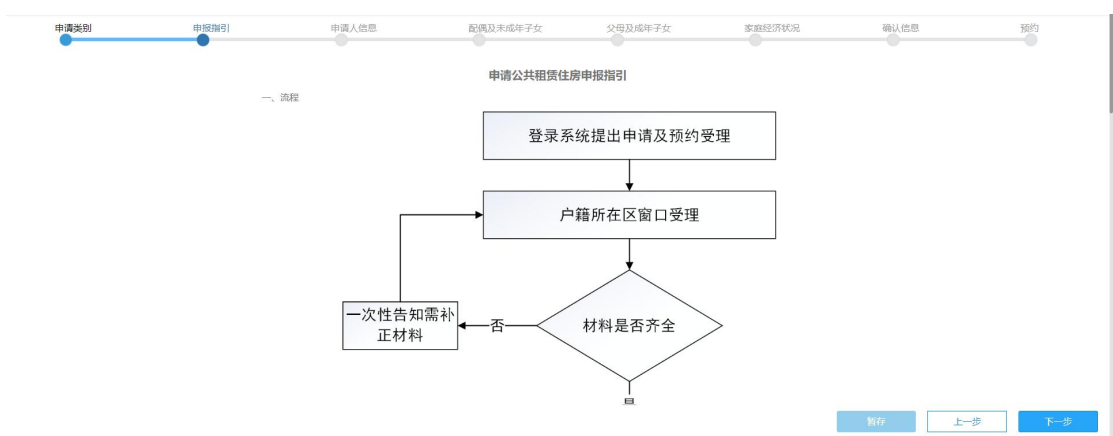 申请类别 申报指引 申请人信息 配偶及未成年子女 父母及成年子女 家庭经济状况 确认信息 预约
申请公共租赁住房申报指引
一、流程
登录系统提出申请及预约受理
户籍所在区窗口受理
一次性告知需补
正材料
否
材料是否齐全
是
暂存 上一步 下一步